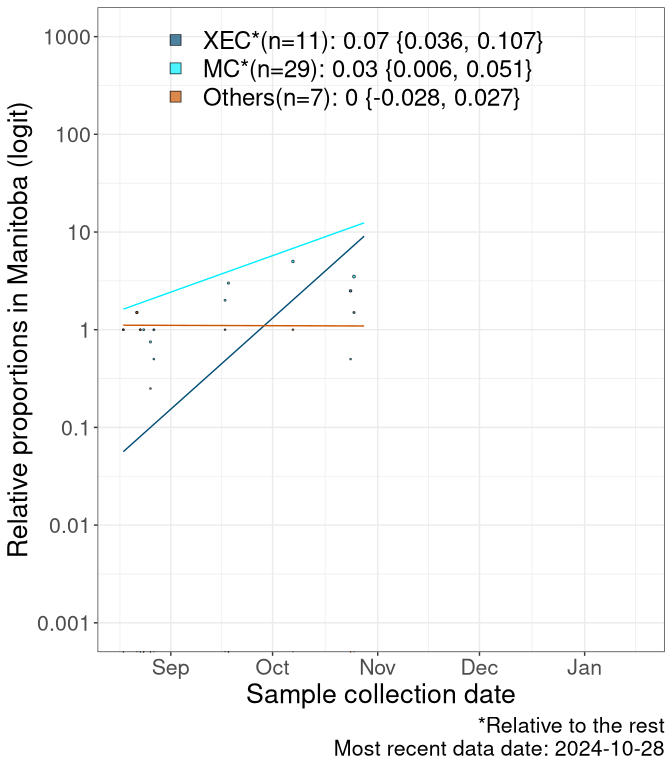 XEC*(n=11): 0.07 {0.036, 0.107}
MC*(n=29): 0.03 {0.006, 0.051}
Others(n=7): 0 {-0.028, 0.027}
Relative proportions in Manitoba (logit)
1000
100
10
1
0.1
0.01
0.001
Sep Oct Nov Dec Jan
Sample collection date
*Relative to the rest
Most recent data date: 2024-10-28